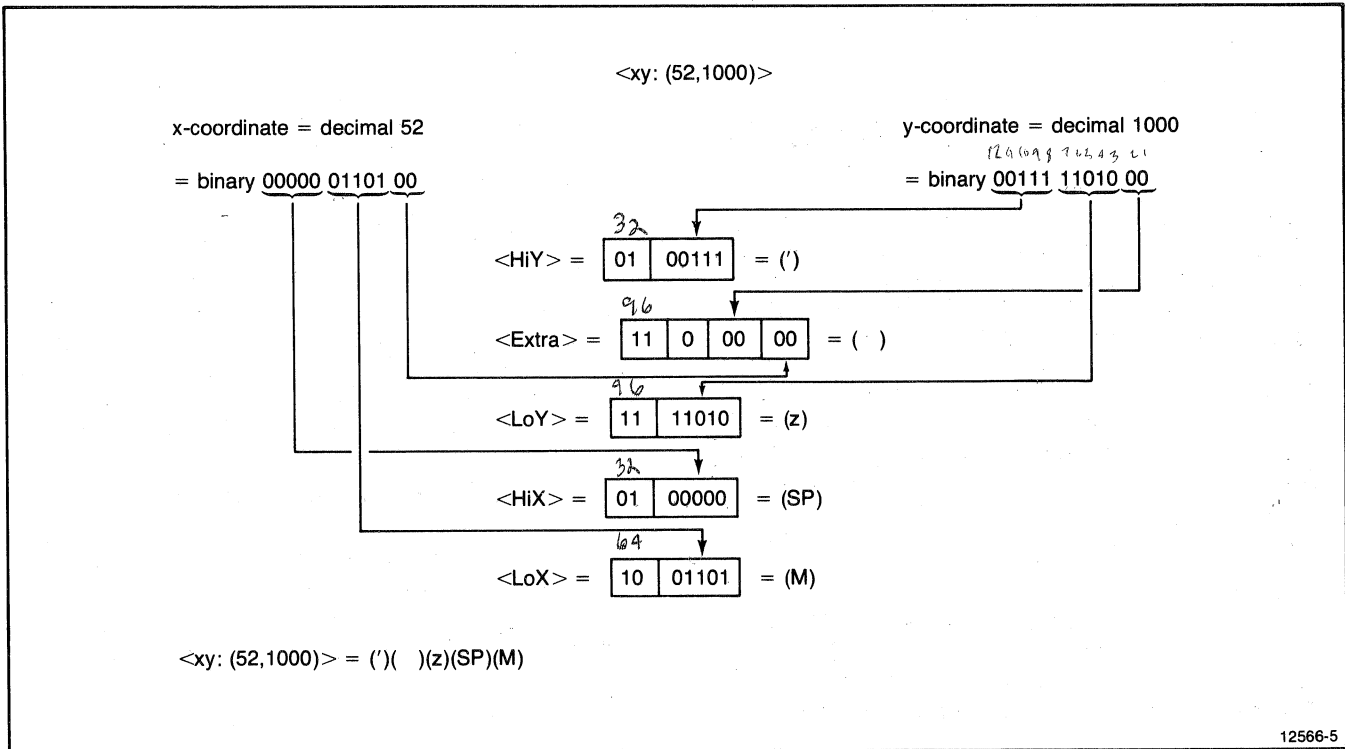 <xy: (52,1000)>
x-coordinate = decimal 52
y-coordinate = decimal 1000
= binary 00000 01101 00
= binary 00111 11010 00
32
<HiY> = 01 00111 = (')
96
<Extra> = 11 0 00 00 = ( )
96
<LoY> = 11 11010 = (z)
32
<HiX> = 01 00000 = (SP)
64
<LoX> = 10 01101 = (M)
<xy: (52,1000)> = (')( )(z)(SP)(M)
12566-5